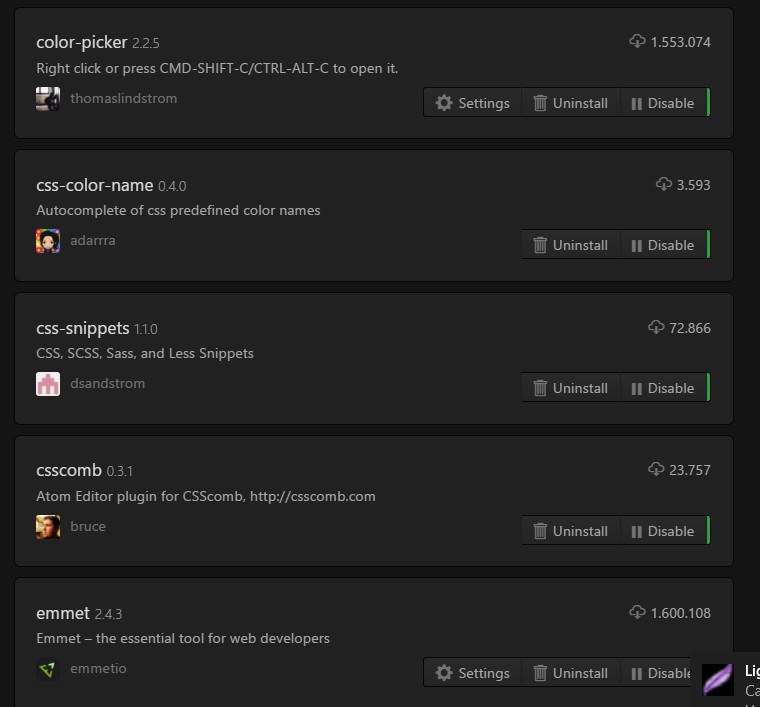 color-picker 2.2.5 1.553.074
Right click or press CMD-SHIFT-C/CTRL-ALT-C to open it.
thomaslindstrom Settings Uninstall Disable
css-color-name 0.4.0 3.593
Autocomplete of css predefined color names
adarrra Uninstall Disable
css-snippets 1.1.0 72.866
CSS, SCSS, Sass, and Less Snippets
dsandstrom Uninstall Disable
csscomb 0.3.1 23.757
Atom Editor plugin for CSScomb, http://csscomb.com
bruce Uninstall Disable
emmet 2.4.3 1.600.108
Emmet – the essential tool for web developers
emmetio Settings Uninstall Disable
Lig
Ca